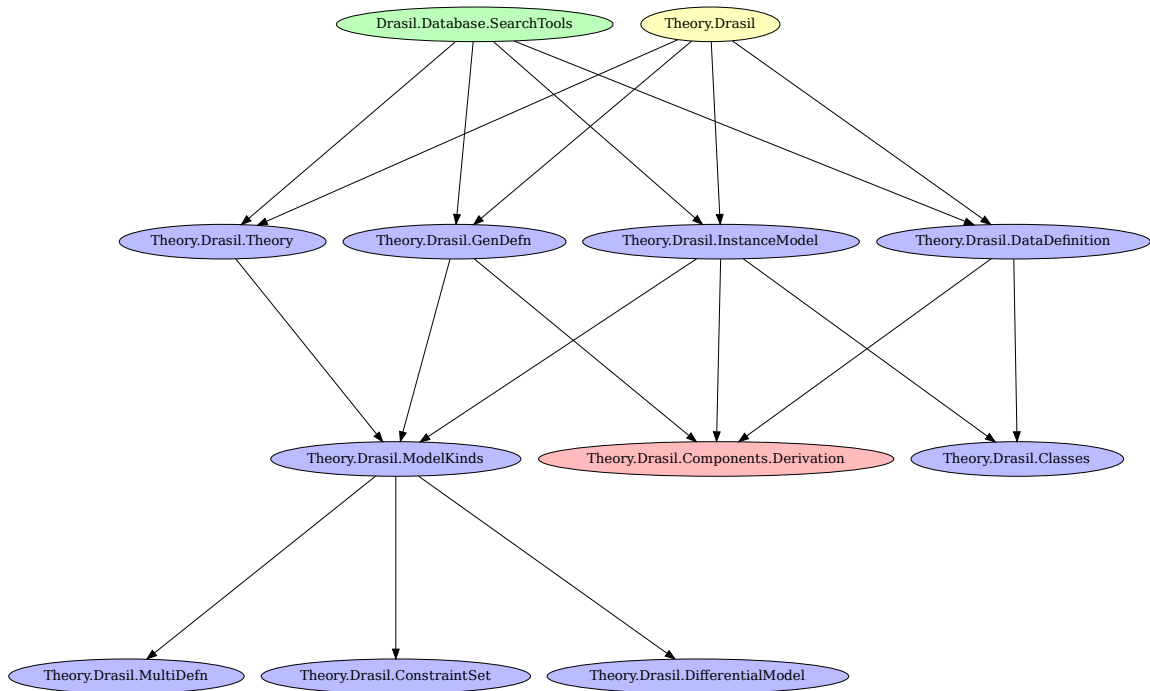 Drasil.Database.SearchTools
Theory.Drasil
Theory.Drasil.Theory
Theory.Drasil.GenDefn
Theory.Drasil.InstanceModel
Theory.Drasil.DataDefinition
Theory.Drasil.ModelKinds
Theory.Drasil.Components.Derivation
Theory.Drasil.Classes
Theory.Drasil.MultiDefn
Theory.Drasil.ConstraintSet
Theory.Drasil.DifferentialModel